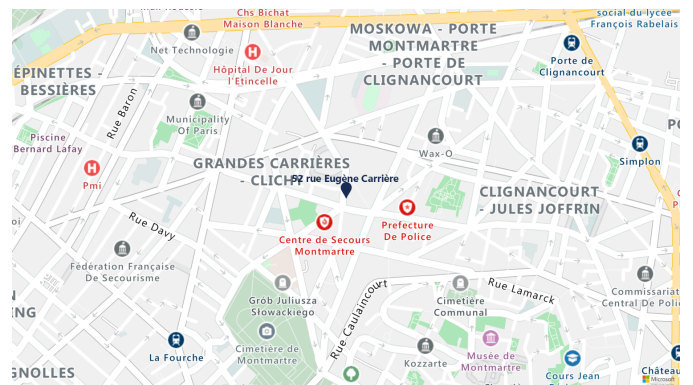 Chs Bichat
Maison Blanche
social du lycée
François Rabelais
Net Technologie
MOSKOWA - PORTE
MONTMARTRE
- PORTE DE
CLIGNANCOURT
Porte de
Clignancourt
Hôpital De Jour
l'Étincelle
ÉPINETTES -
BESSIÈRES
Rue Baron
Municipality
Of Paris
Piscine
Bernard Lafay
Wax-O
Simplon
Pmi
GRANDES CARRIÈRES
- CLICHY
52 rue Eugène Carrière
CLIGNANCOURT
- JULES JOFFRIN
Rue Davy
Prefecture
De Police
Centre de Secours
Montmartre
Fédération Française
De Secourisme
Grob Juliusza
Słowackiego
Rue Caulaincourt
Cimetière
Communal
Rue Lamarck
Commissariat
Central De Poli
ING
Cimetière de
Montmartre
La Fourche
Kozzarte
Musée de
Montmartre
GNOLLES
Cours Jean
Château
Microsoft